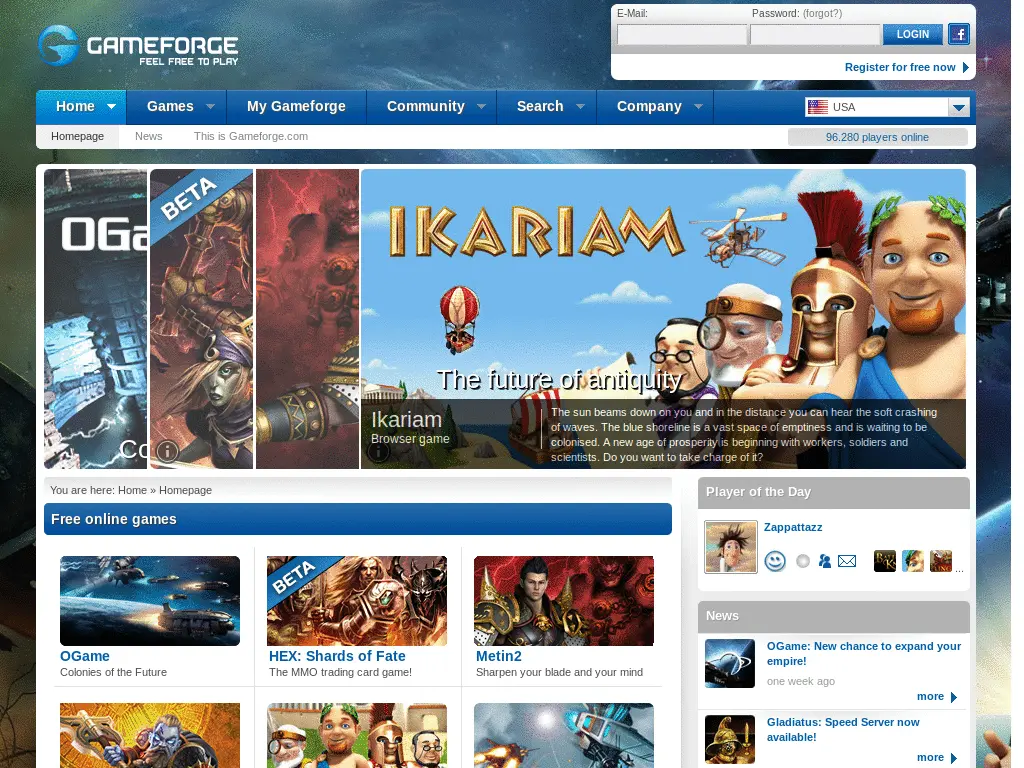 E-Mail:
Password: (forgot?)
GAMEFORGE
FEEL FREE TO PLAY
LOGIN
Register for free now
Home
Games
My Gameforge
Community
Search
Company
USA
Homepage
News
This is Gameforge.com
96.280 players online
BETA
IKARIAM
The future of antiquity
Ikariam
Browser game
The sun beams down on you and in the distance you can hear the soft crashing
of waves. The blue shoreline is a vast space of emptiness and is waiting to be
colonised. A new age of prosperity is beginning with workers, soldiers and
scientists. Do you want to take charge of it?
You are here: Home » Homepage
Player of the Day
Free online games
Zappattazz
...
BETA
News
OGame
Colonies of the Future
HEX: Shards of Fate
The MMO trading card game!
Metin2
Sharpen your blade and your mind
OGame: New chance to expand your
empire!
one week ago
more
Gladiatus: Speed Server now
available!
more